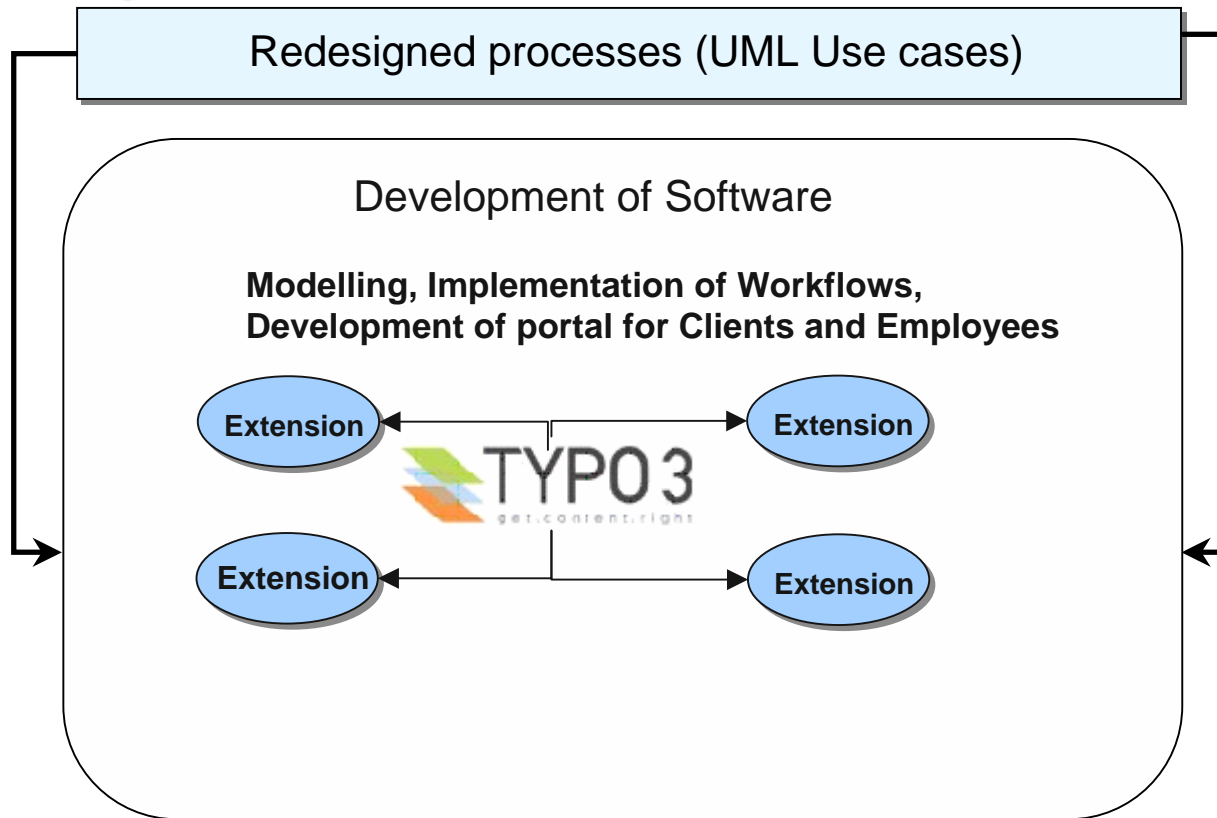 Redesigned processes (UML Use cases)
Development of Software
Modelling, Implementation of Workflows,
Development of portal for Clients and Employees
Extension
Extension
TYPO3
get.content.right
Extension
Extension